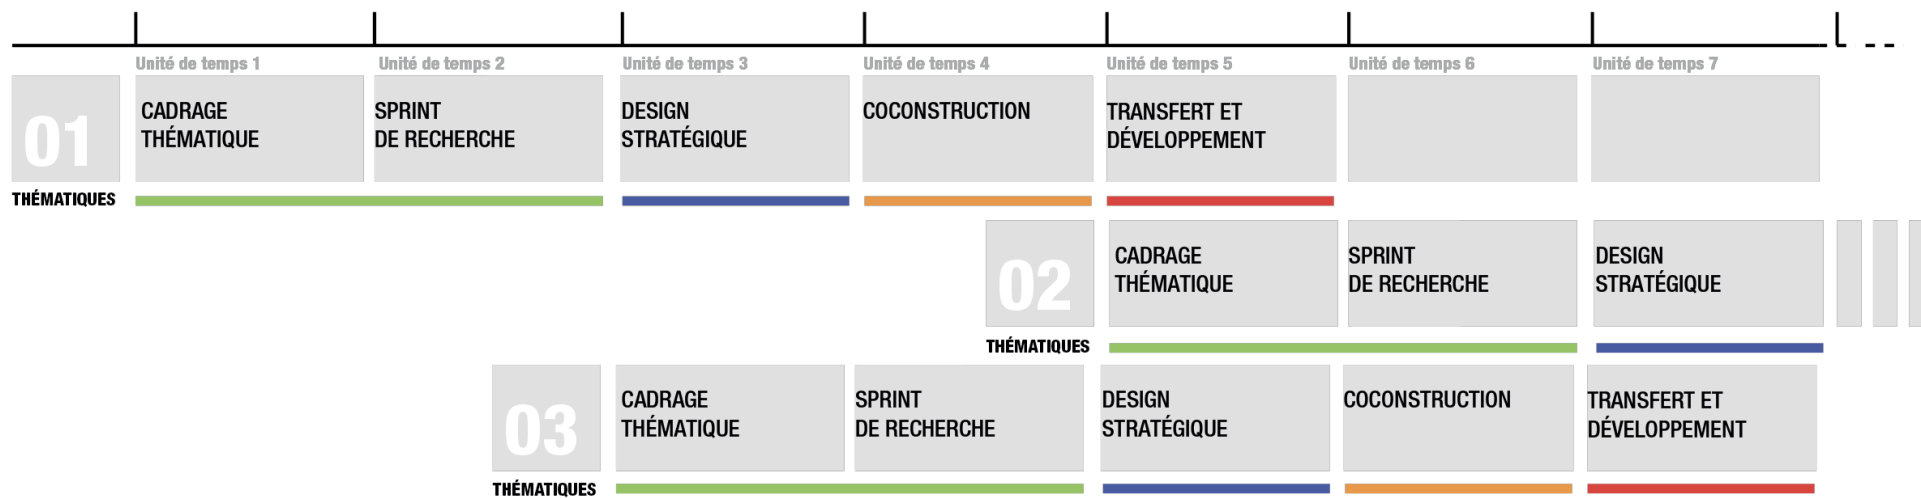 Unité de temps 1
Unité de temps 2
Unité de temps 3
Unité de temps 4
Unité de temps 5
Unité de temps 6
Unité de temps 7
01
THÉMATIQUES
CADRAGE
THÉMATIQUE
SPRINT
DE RECHERCHE
DESIGN
STRATÉGIQUE
COCONSTRUCTION
TRANSFERT ET
DÉVELOPPEMENT
02
THÉMATIQUES
CADRAGE
THÉMATIQUE
SPRINT
DE RECHERCHE
DESIGN
STRATÉGIQUE
03
THÉMATIQUES
CADRAGE
THÉMATIQUE
SPRINT
DE RECHERCHE
DESIGN
STRATÉGIQUE
COCONSTRUCTION
TRANSFERT ET
DÉVELOPPEMENT